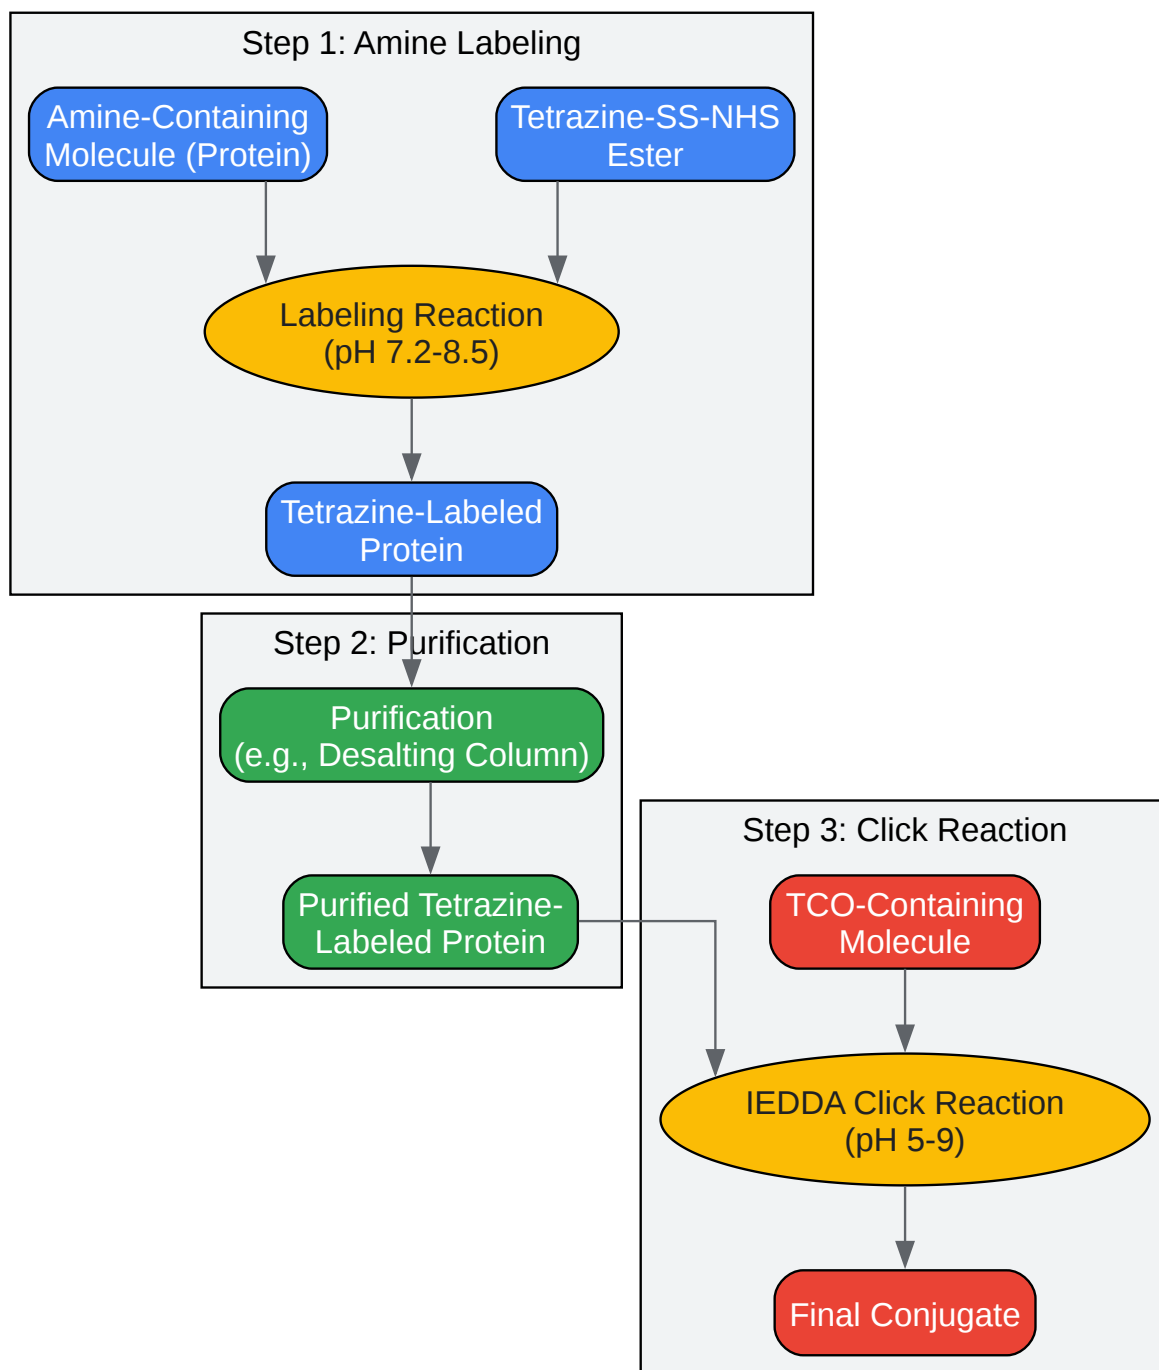 Step 1: Amine Labeling
Amine-Containing
Molecule (Protein)
Tetrazine-SS-NHS
Ester
Labeling Reaction
(pH 7.2-8.5)
Tetrazine-Labeled
Protein
Step 2: Purification
Purification
(e.g., Desalting Column)
Purified Tetrazine-
Labeled Protein
Step 3: Click Reaction
TCO-Containing
Molecule
IEDDA Click Reaction
(pH 5-9)
Final Conjugate